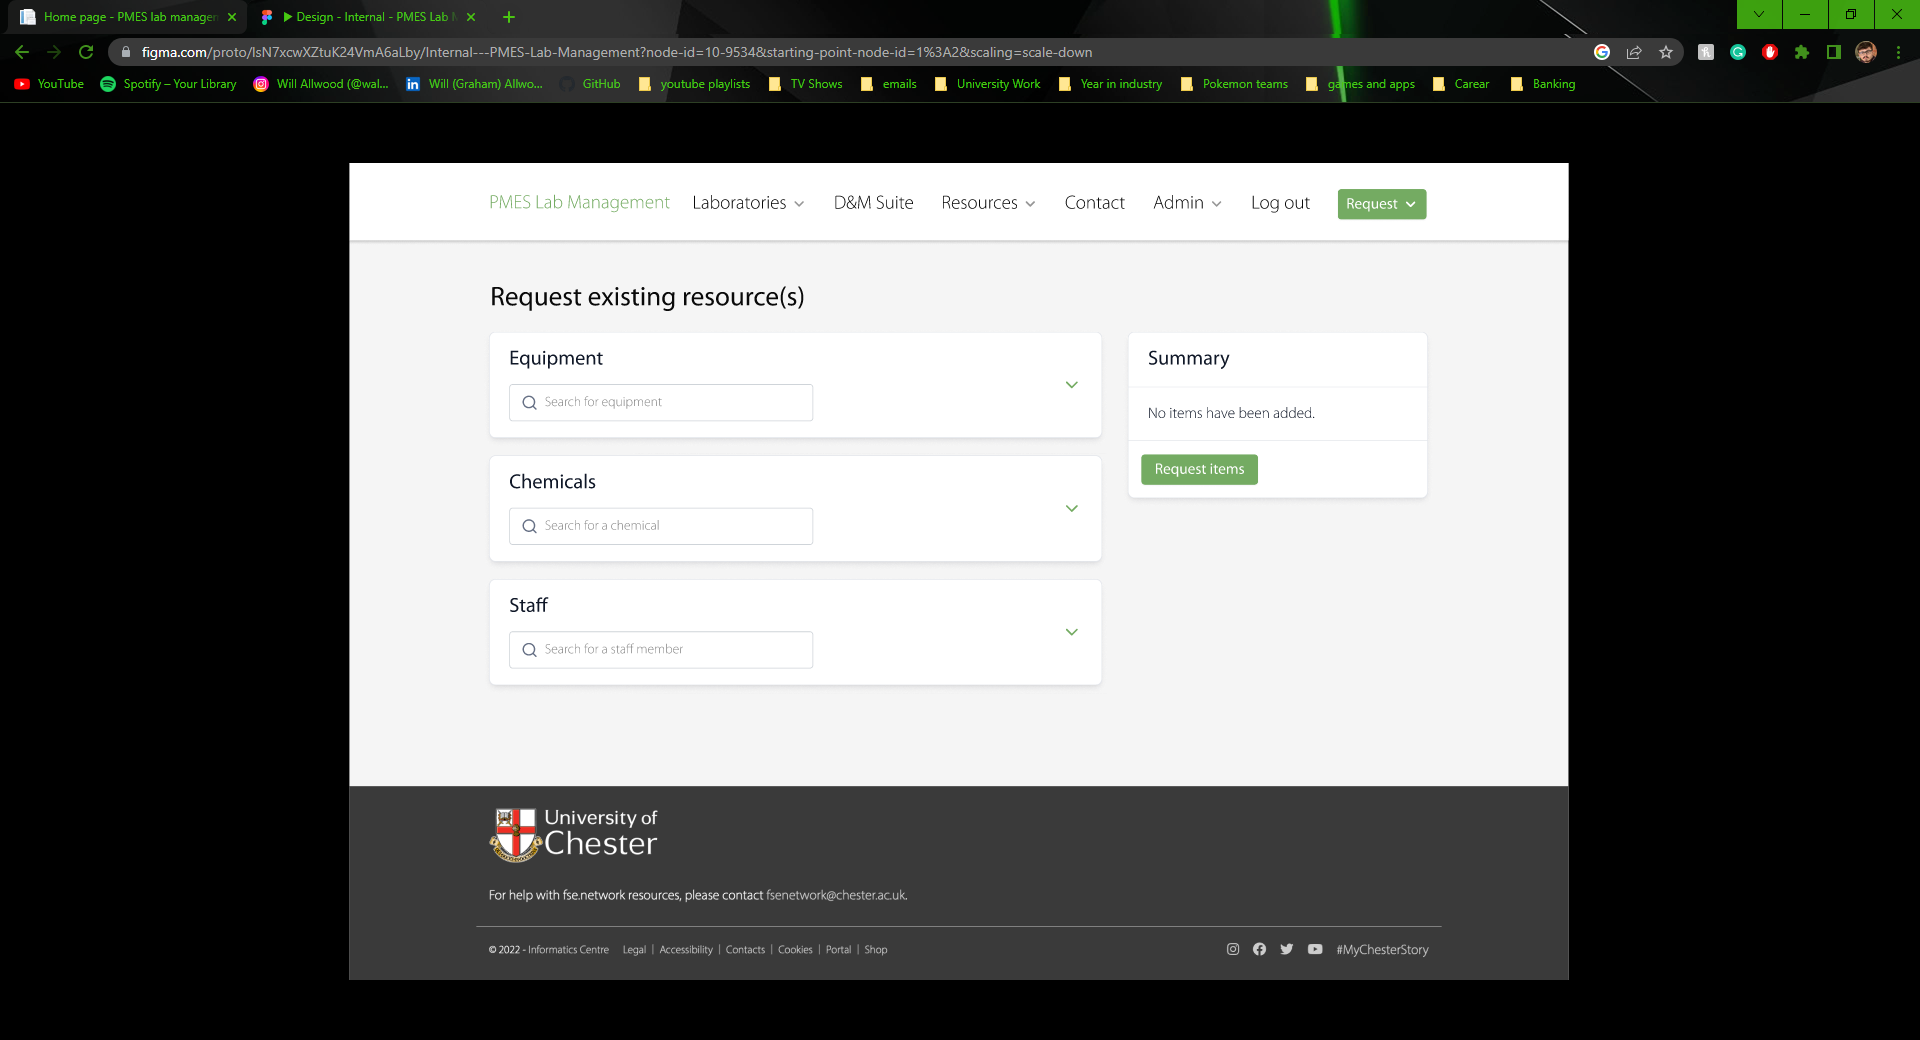 Home page - PMES lab manager
Design - Internal - PMES Lab M
figma.com/proto/lsN7xcwXZtuK24VmA6aLby/Internal---PMES-Lab-Management?node-id=10-9534&starting-point-node-id=1%3A2&scaling=scale-down
YouTube
Spotify – Your Library
Will Allwood (@wal...
Will (Graham) Allwo...
GitHub
youtube playlists
TV Shows
emails
University Work
Year in industry
Pokemon teams
games and apps
Carear
Banking
PMES Lab Management
Laboratories
D&M Suite
Resources
Contact
Admin
Log out
Request
Request existing resource(s)
Equipment
Search for equipment
Chemicals
Search for a chemical
Staff
Search for a staff member
Summary
No items have been added.
Request items
University of
Chester
For help with fse.network resources, please contact fsenetwork@chester.ac.uk.
© 2022 - Informatics Centre
Legal | Accessibility | Contacts | Cookies | Portal | Shop
#MyChesterStory